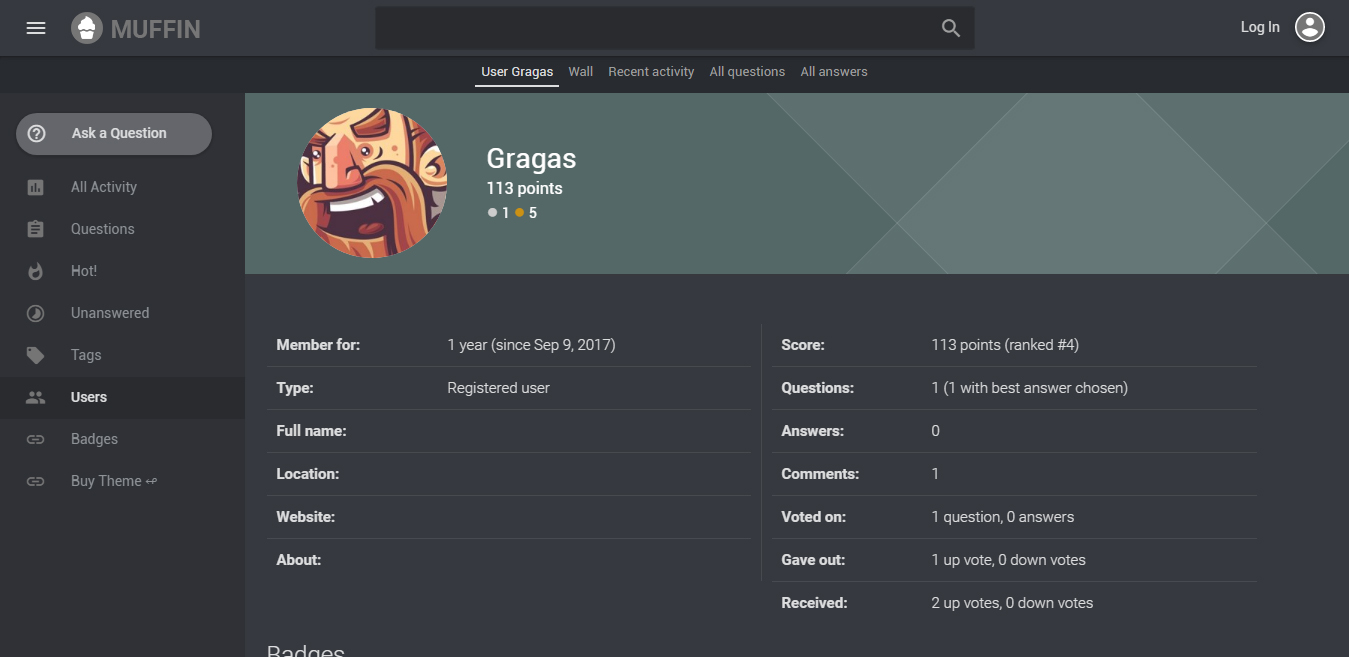 MUFFIN
Log In
User Gragas Wall Recent activity All questions All answers
Ask a Question
All Activity
Questions
Hot!
Unanswered
Tags
Users
Badges
Buy Theme ↫
Gragas
113 points
1 5
Member for: 1 year (since Sep 9, 2017)
Type: Registered user
Full name:
Location:
Website:
About:
Score: 113 points (ranked #4)
Questions: 1 (1 with best answer chosen)
Answers: 0
Comments: 1
Voted on: 1 question, 0 answers
Gave out: 1 up vote, 0 down votes
Received: 2 up votes, 0 down votes
Badges